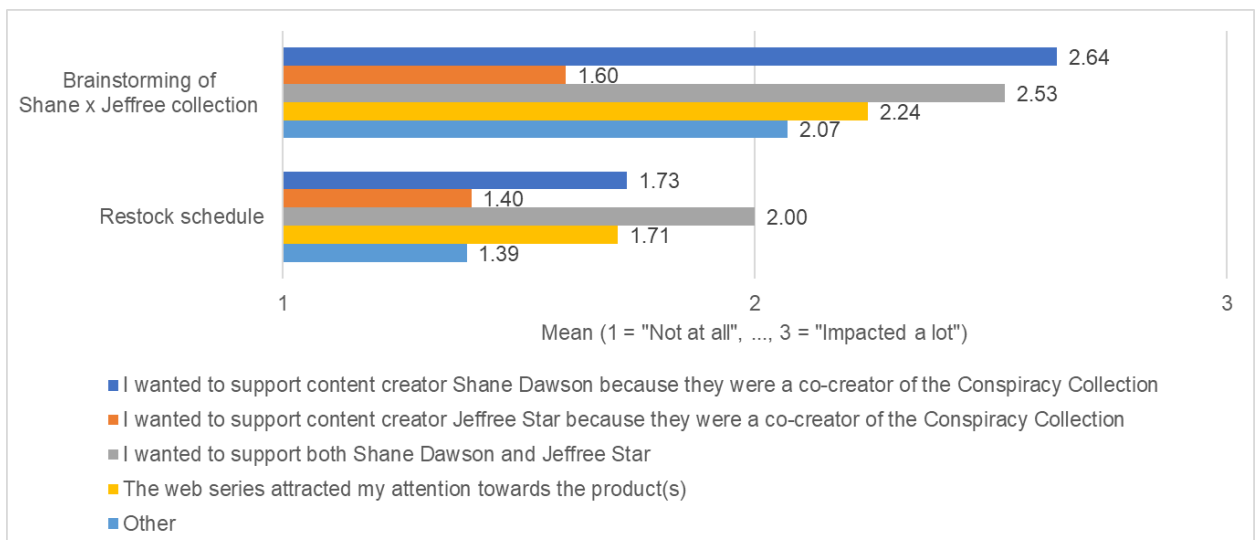 Brainstorming of
Shane x Jeffree collection
2.64
1.60
2.53
2.24
2.07
Restock schedule
1.73
1.40
2.00
1.71
1.39
1 2 3
Mean (1 = "Not at all", ..., 3 = "Impacted a lot")
I wanted to support content creator Shane Dawson because they were a co-creator of the Conspiracy Collection
I wanted to support content creator Jeffree Star because they were a co-creator of the Conspiracy Collection
I wanted to support both Shane Dawson and Jeffree Star
The web series attracted my attention towards the product(s)
Other